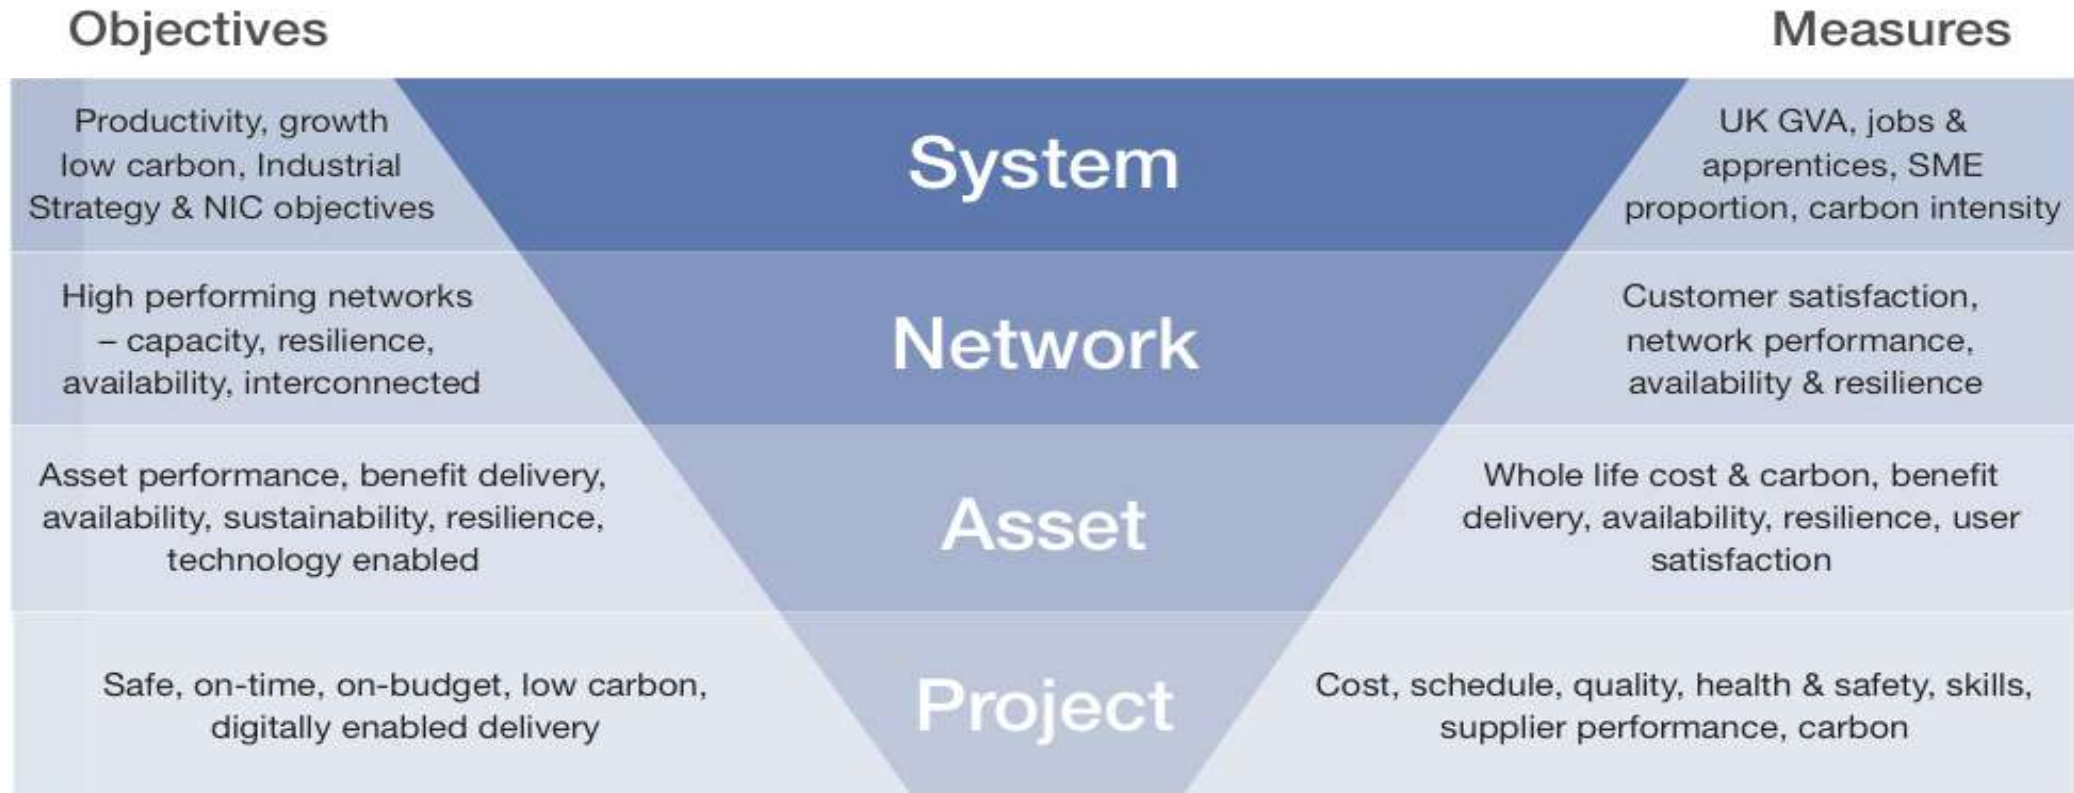 Objectives
Measures
Productivity, growth
low carbon, Industrial
Strategy & NIC objectives
System
UK GVA, jobs &
apprentices, SME
proportion, carbon intensity
High performing networks
– capacity, resilience,
availability, interconnected
Network
Customer satisfaction,
network performance,
availability & resilience
Asset performance, benefit delivery,
availability, sustainability, resilience,
technology enabled
Asset
Whole life cost & carbon, benefit
delivery, availability, resilience, user
satisfaction
Safe, on-time, on-budget, low carbon,
digitally enabled delivery
Project
Cost, schedule, quality, health & safety, skills,
supplier performance, carbon